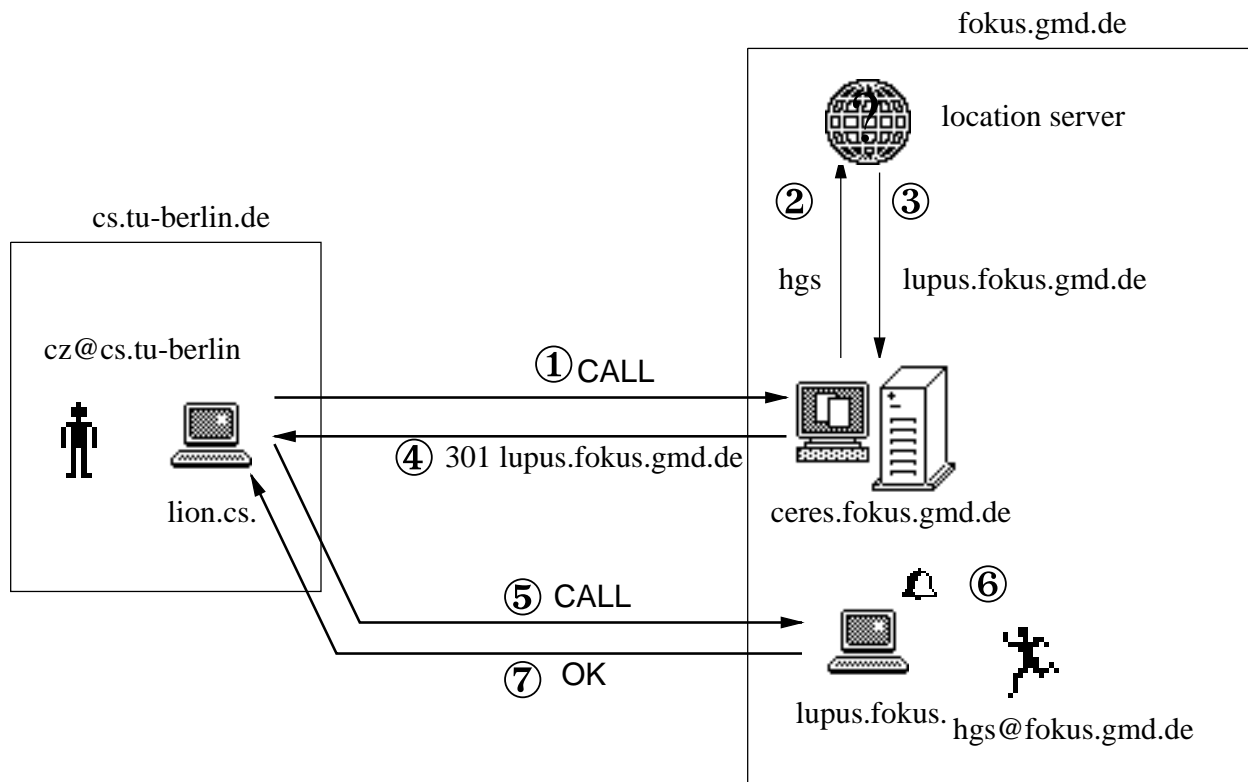 fokus.gmd.de
? location server
② ③
cs.tu-berlin.de
hgs lupus.fokus.gmd.de
cz@cs.tu-berlin
① CALL
④ 301 lupus.fokus.gmd.de
lion.cs. ceres.fokus.gmd.de
⑤ CALL ⑥
⑦ OK
lupus.fokus.
hgs@fokus.gmd.de